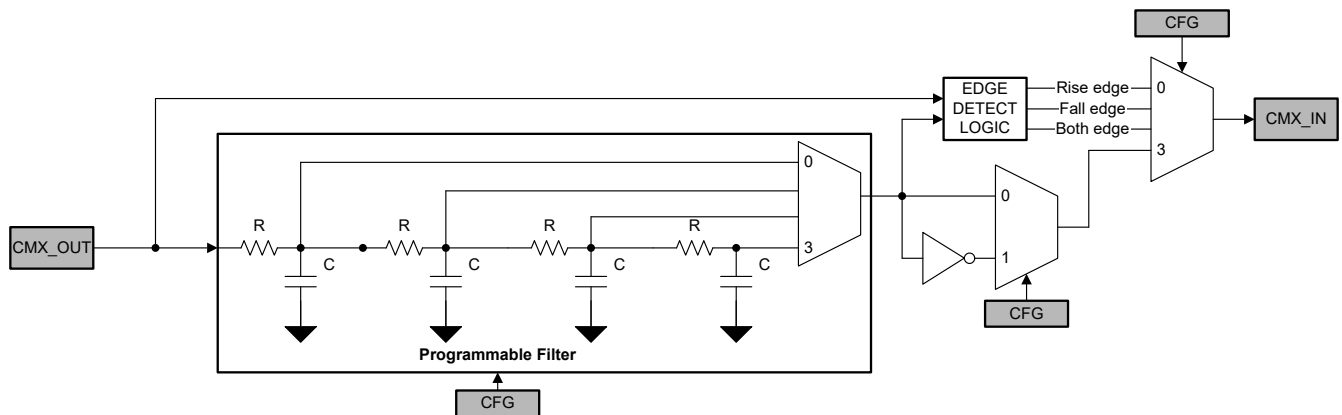 CFG
EDGE
DETECT
LOGIC
Rise edge
Fall edge
Both edge
0
3
CMX_IN
0
3
R
R
R
R
C
C
C
C
CMX_OUT
0
1
CFG
Programmable Filter
CFG